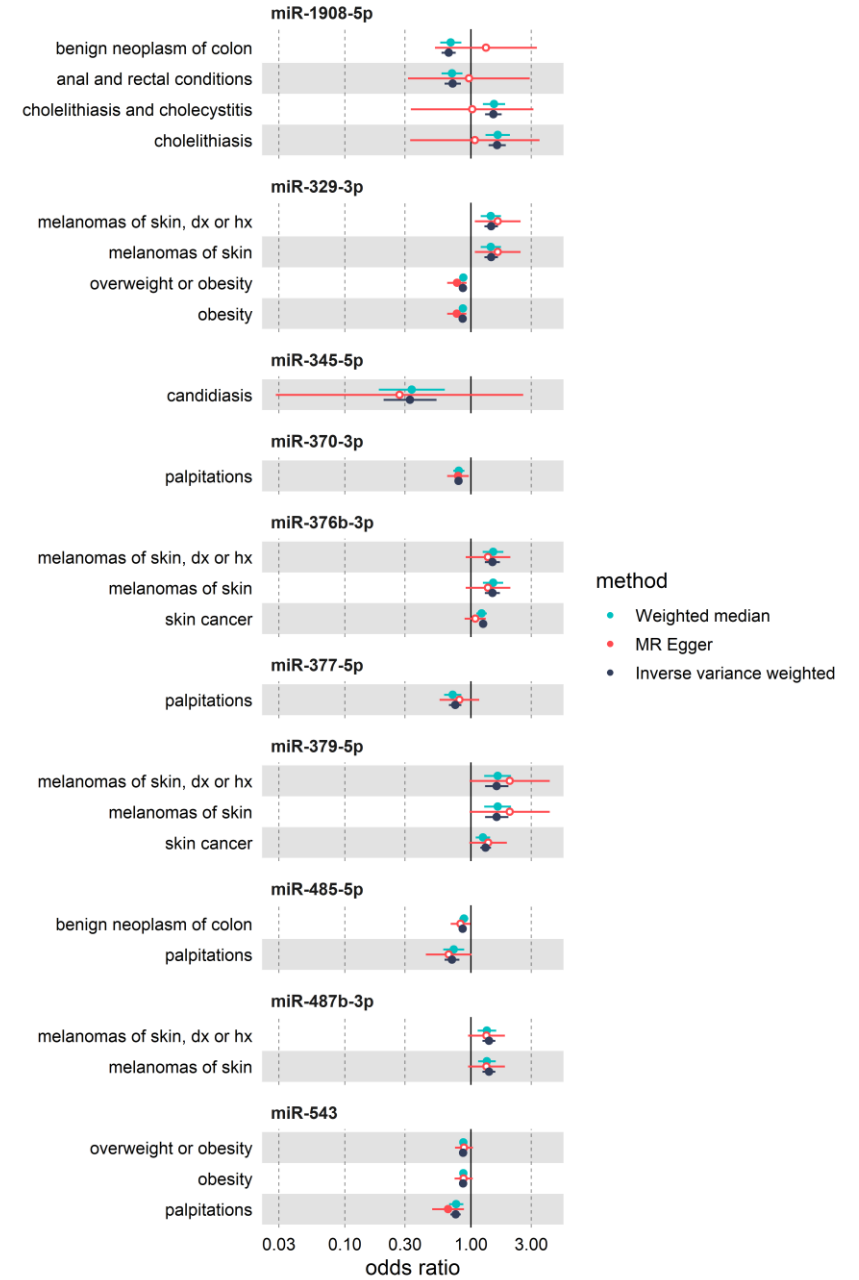 miR-1908-5p
benign neoplasm of colon
anal and rectal conditions
cholelithiasis and cholecystitis
cholelithiasis
miR-329-3p
melanomas of skin, dx or hx
melanomas of skin
overweight or obesity
obesity
miR-345-5p
candidiasis
miR-370-3p
palpitations
miR-376b-3p
melanomas of skin, dx or hx
melanomas of skin
skin cancer
miR-377-5p
palpitations
miR-379-5p
melanomas of skin, dx or hx
melanomas of skin
skin cancer
miR-485-5p
benign neoplasm of colon
palpitations
miR-487b-3p
melanomas of skin, dx or hx
melanomas of skin
miR-543
overweight or obesity
obesity
palpitations
0.03 0.10 0.30 1.00 3.00
odds ratio
method
Weighted median
MR Egger
Inverse variance weighted